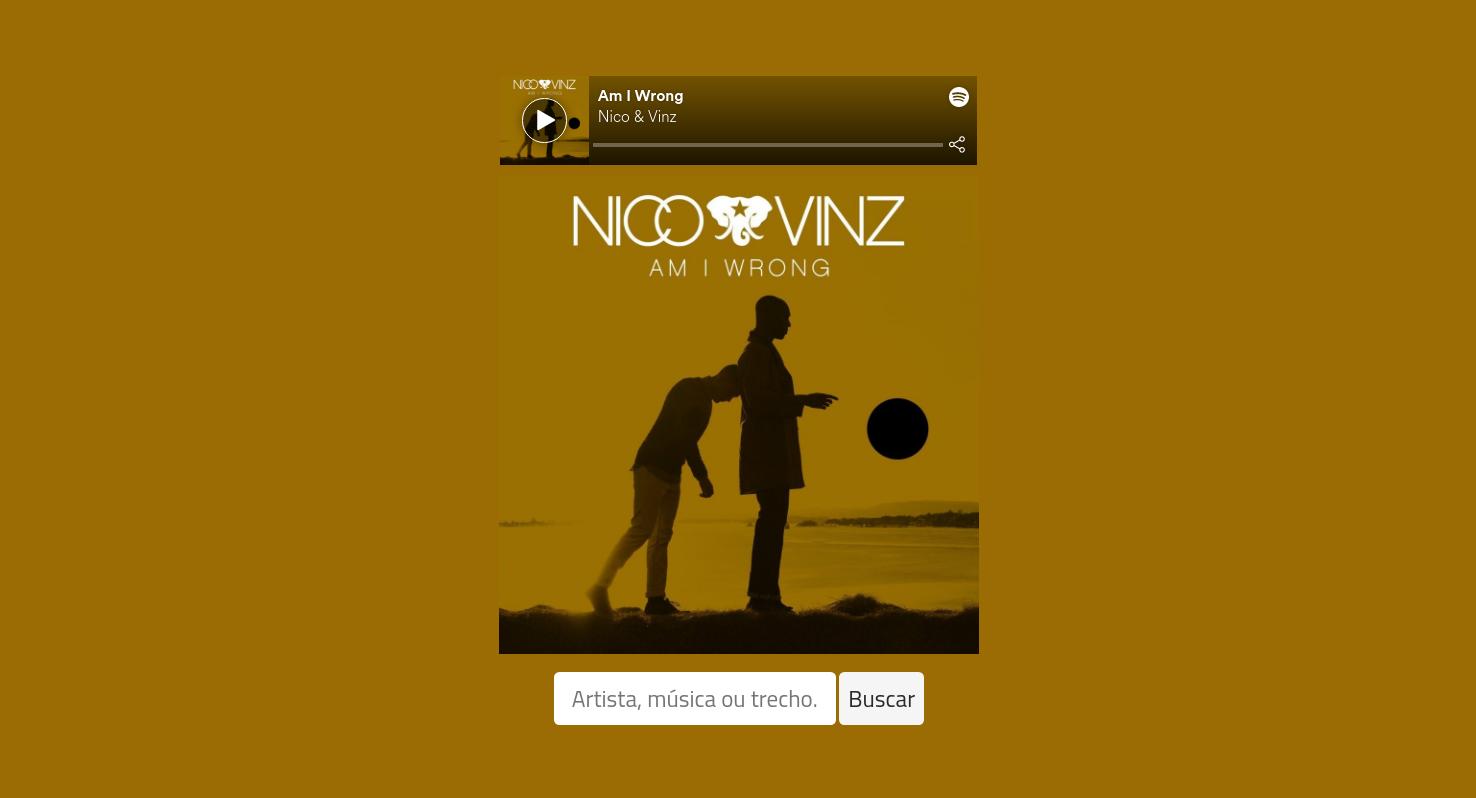 NICO VINZ
AM I WRONG
Am I Wrong
Nico & Vinz
NICO VINZ
AM I WRONG
Artista, música ou trecho.
Buscar